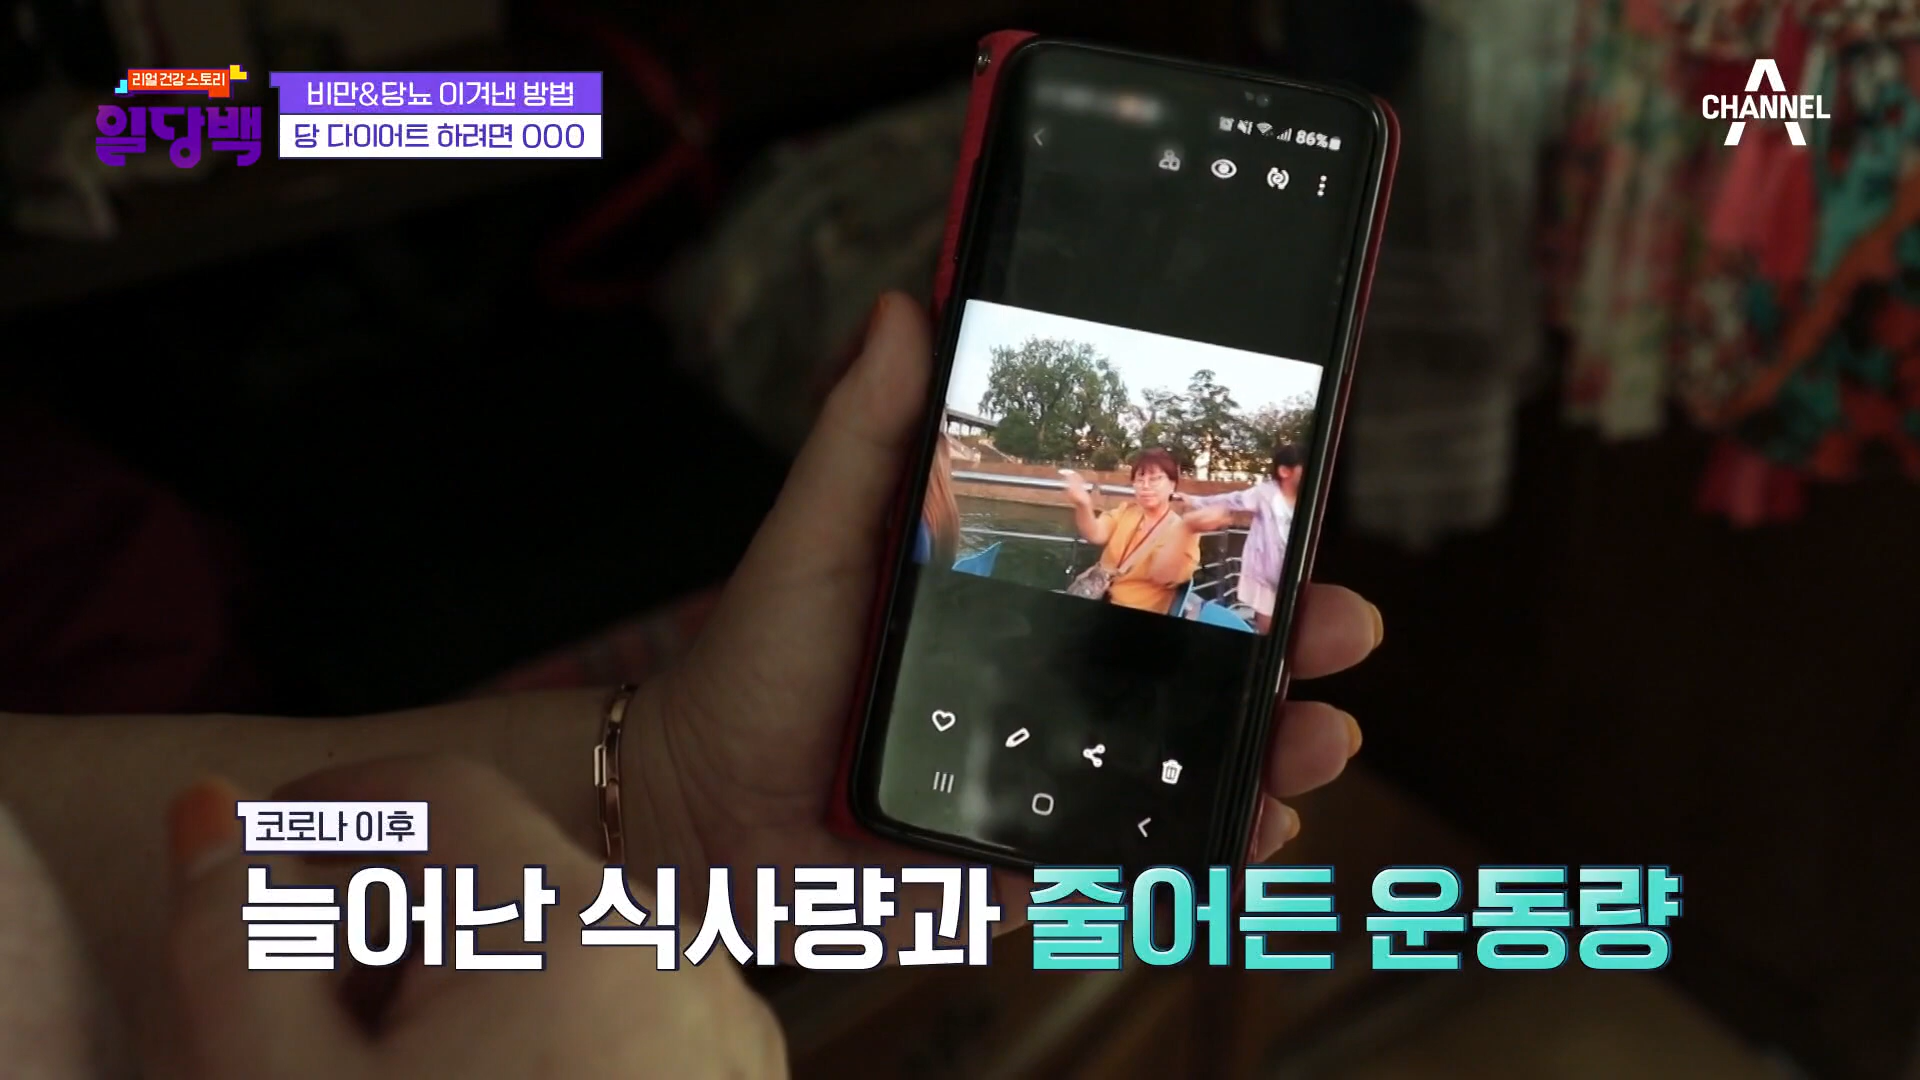 리얼 건강 스토리
일당백
비만&당뇨 이겨낸 방법
당 다이어트 하려면 OOO
CHANNEL A
86%
코로나 이후
늘어난 식사량과 줄어든 운동량